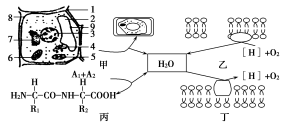 1
2
9
3
4
5
8
7
6
甲
H₂O
乙
[H]+O₂
[H]+O₂
A₁+A₂
H H
H₂N—C—CO—NH—C—COOH
R₁ R₂
丙
丁